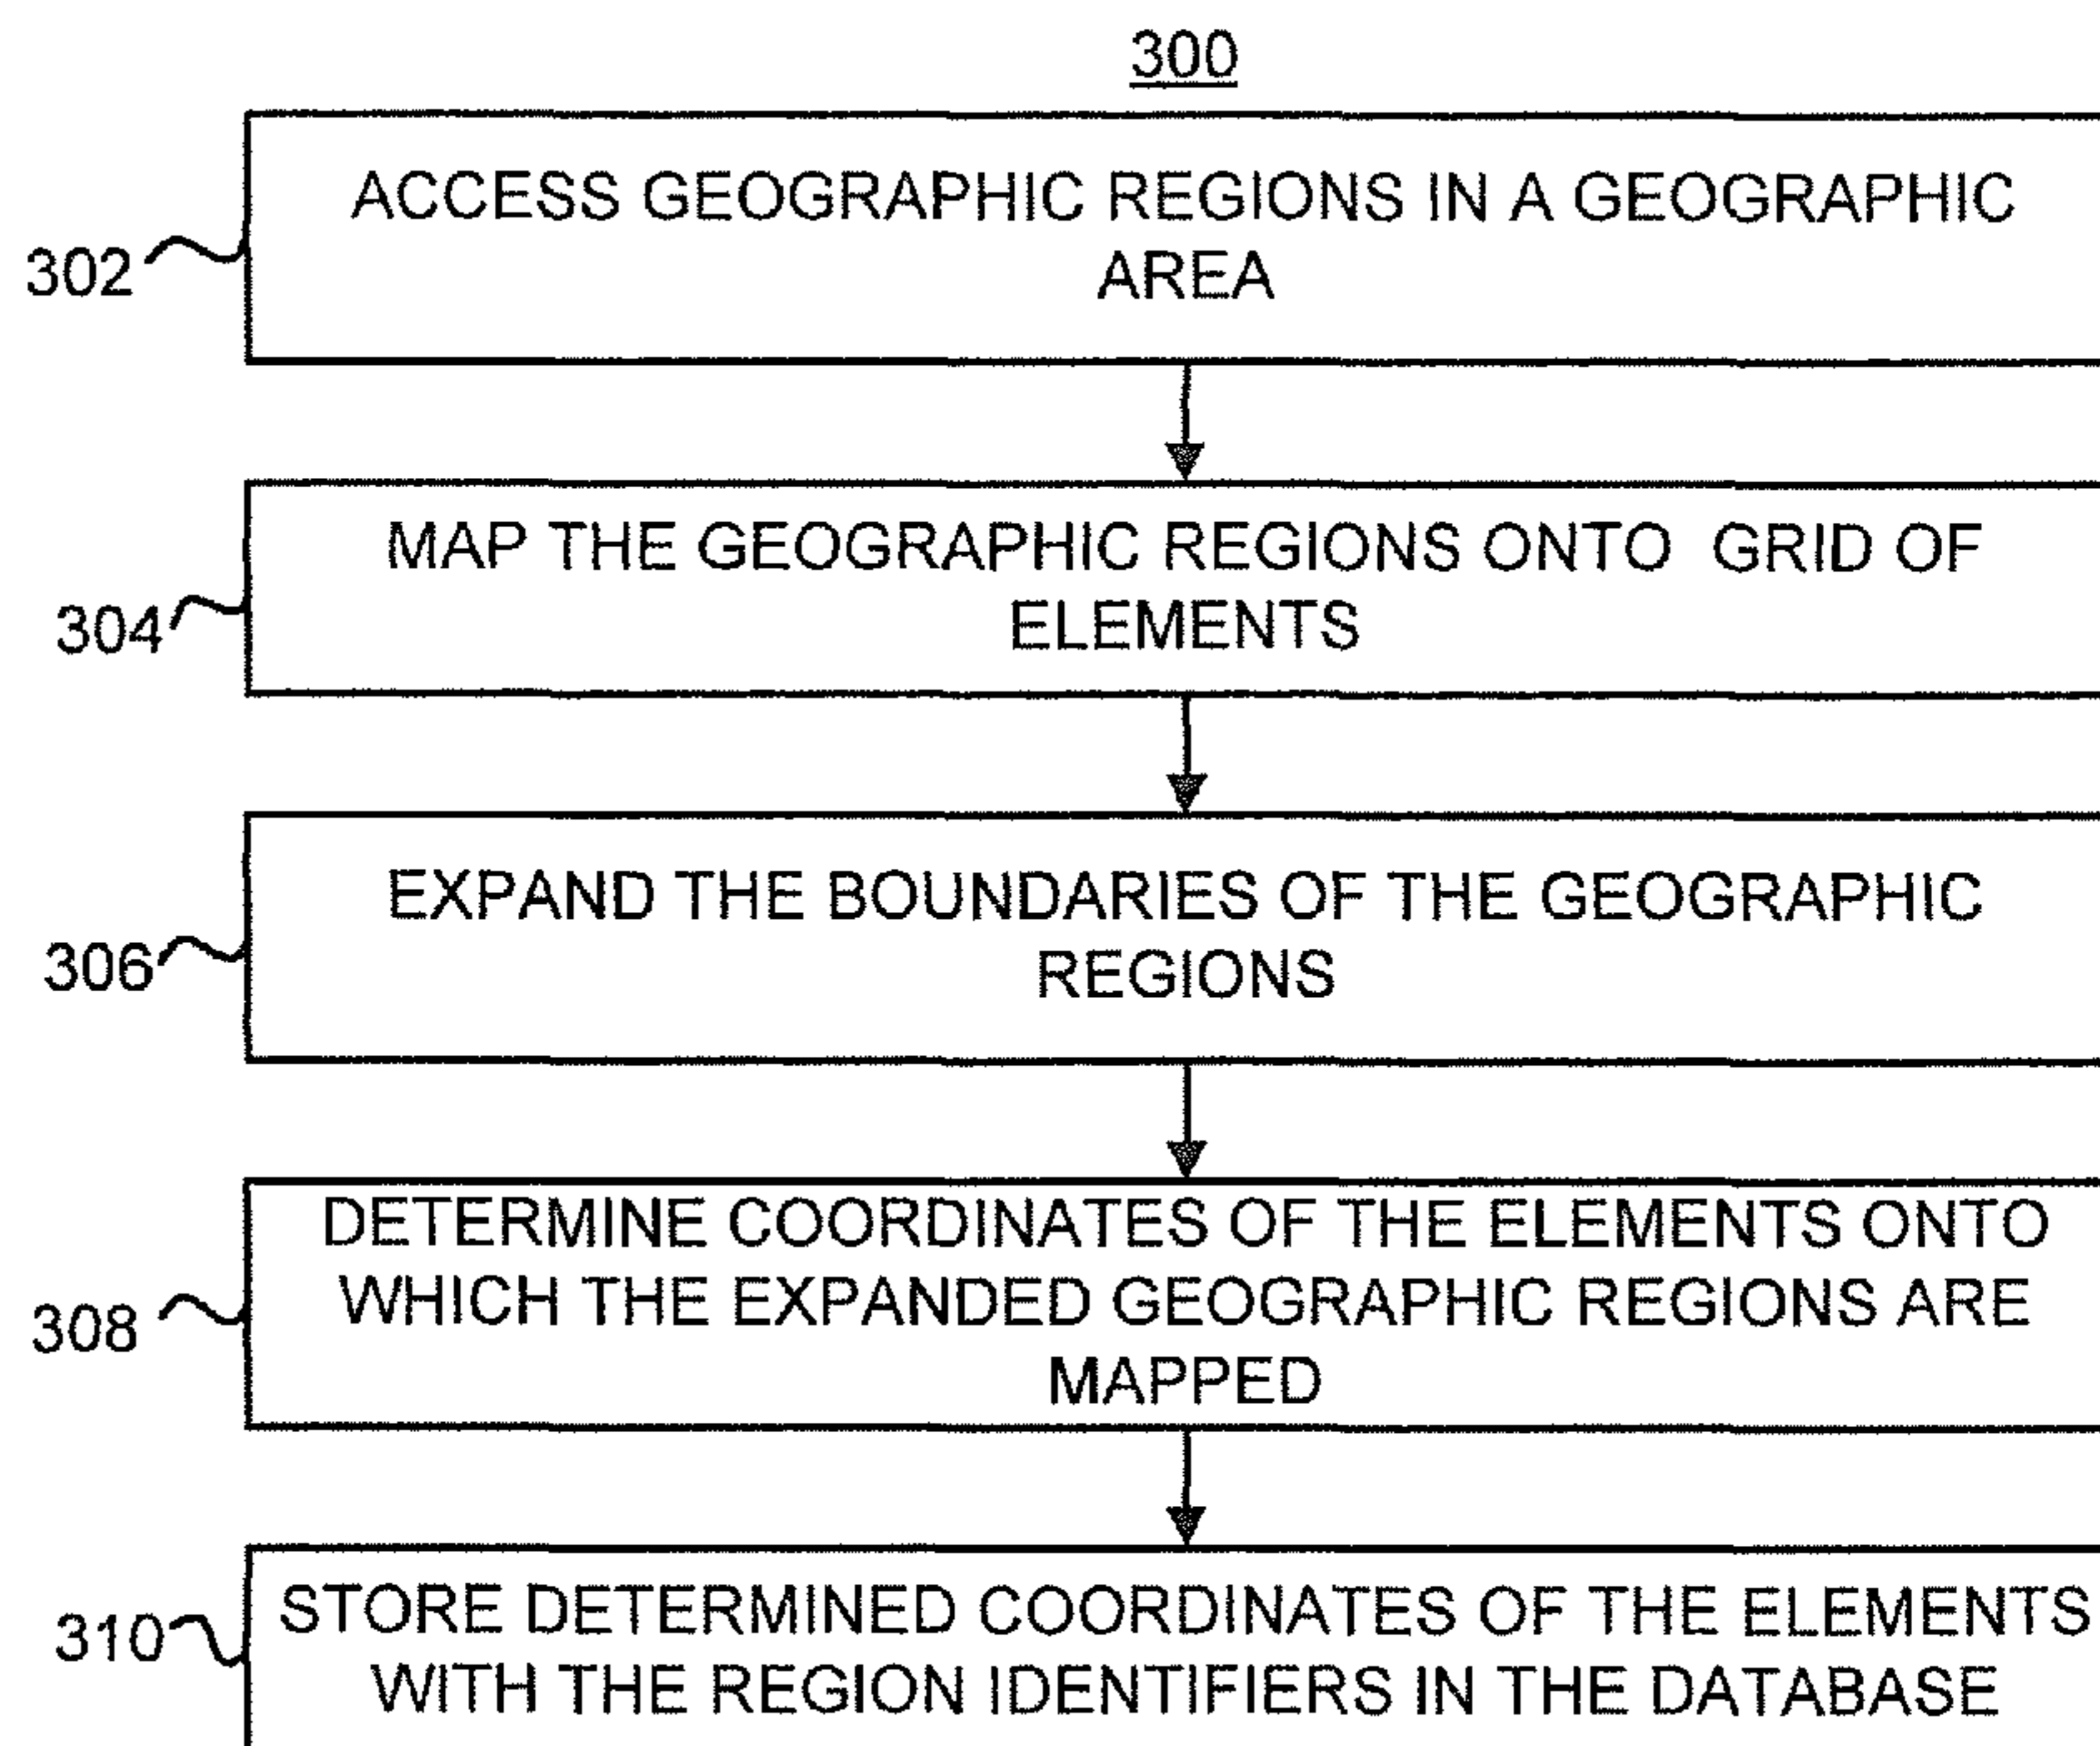 300
302
ACCESS GEOGRAPHIC REGIONS IN A GEOGRAPHIC
AREA
304
MAP THE GEOGRAPHIC REGIONS ONTO GRID OF
ELEMENTS
306
EXPAND THE BOUNDARIES OF THE GEOGRAPHIC
REGIONS
308
DETERMINE COORDINATES OF THE ELEMENTS ONTO
WHICH THE EXPANDED GEOGRAPHIC REGIONS ARE
MAPPED
310
STORE DETERMINED COORDINATES OF THE ELEMENTS
WITH THE REGION IDENTIFIERS IN THE DATABASE